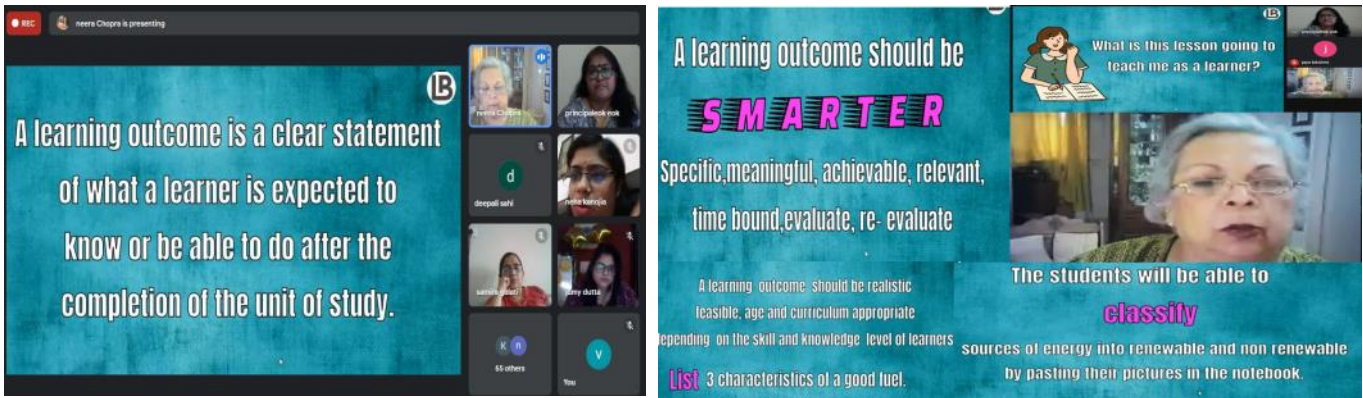 REC
neera Chopra is presenting
LB
A learning outcome is a clear statement
of what a learner is expected to
know or be able to do after the
completion of the unit of study.
neera Chopra
d
deepali sahi
neha kanojia
dutta
K n
65 others
V
You
A learning outcome should be
SMARTER
Specific,meaningful, achievable, relevant,
time bound,evaluate, re- evaluate
LB
What is this lesson going to
teach me as a learner?
j
A learning outcome should be realistic
feasible, age and curriculum appropriate
depending on the skill and knowledge level of learners
List 3 characteristics of a good fuel.
The students will be able to
classify
sources of energy into renewable and non renewable
by pasting their pictures in the notebook.